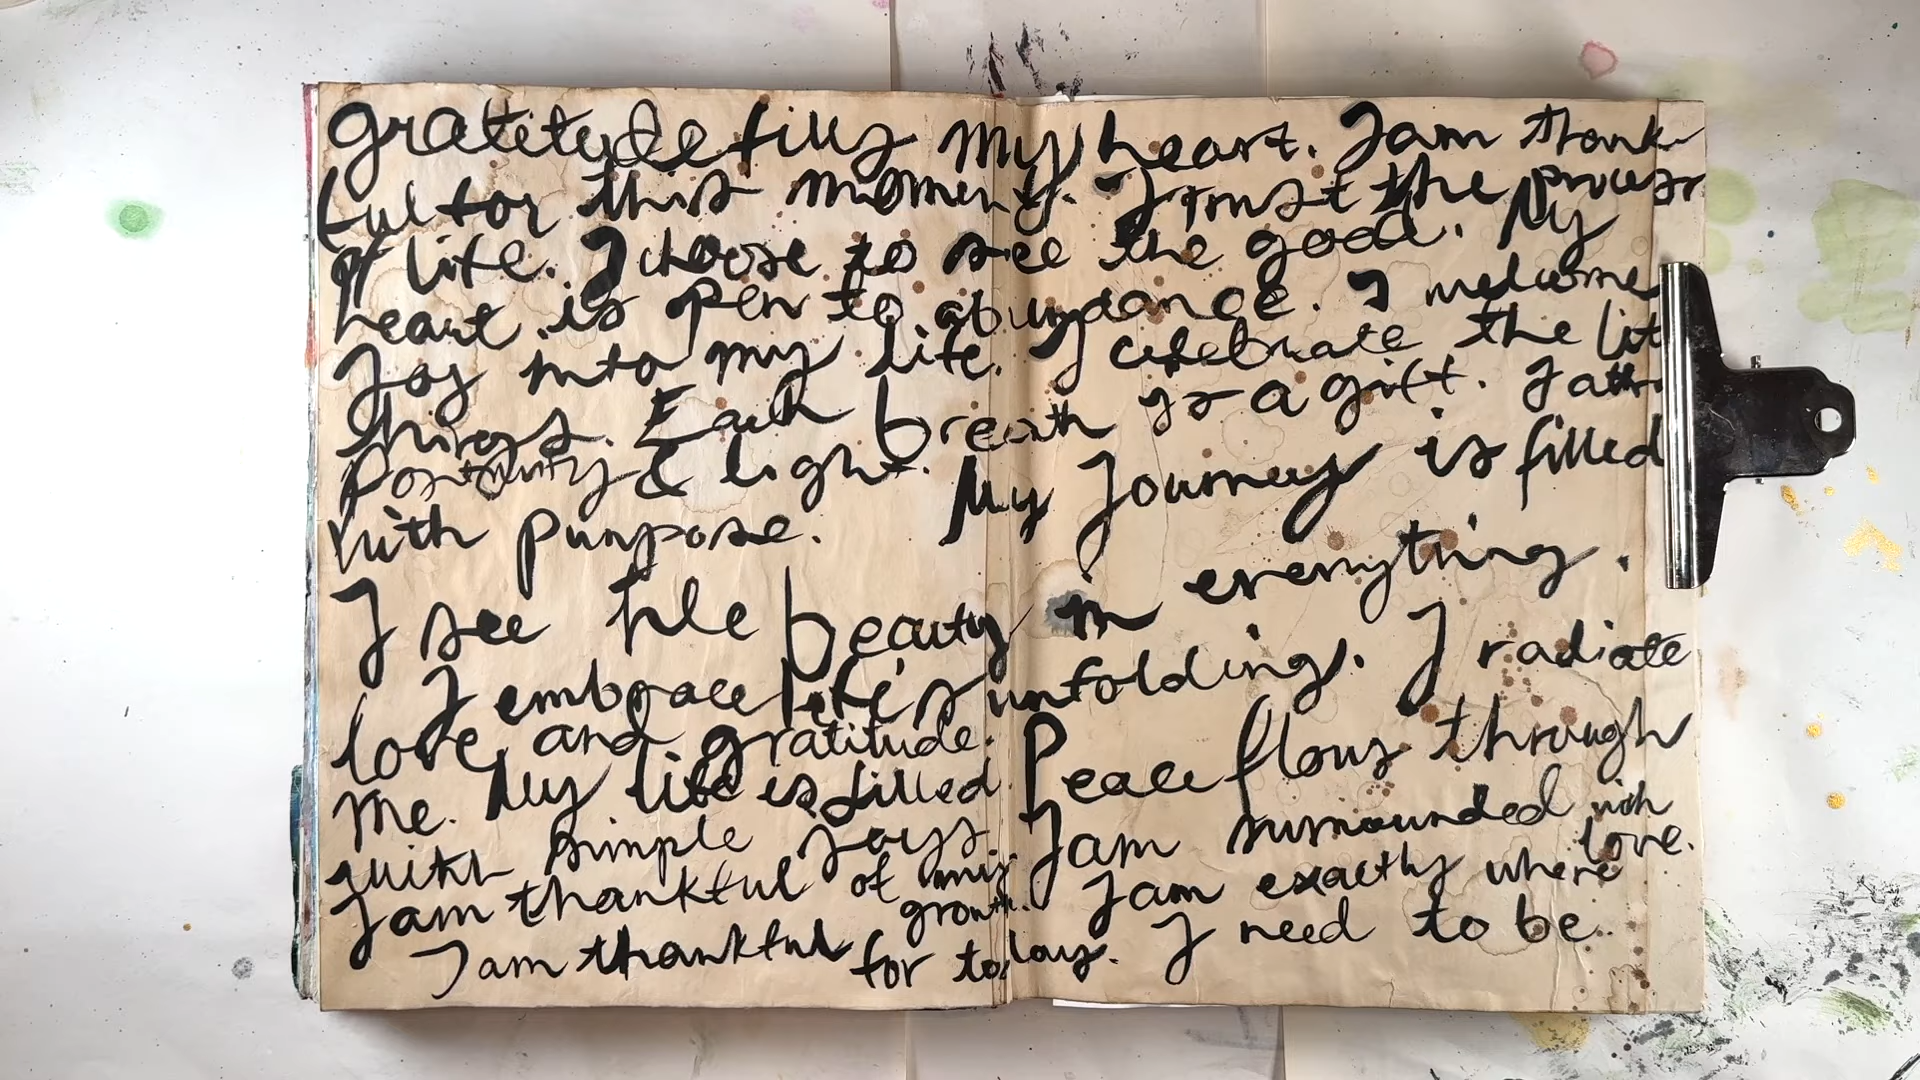 Gratitude fills my heart. I am thank
ful for this moment. I trust the process
of life. I choose to see the good. My
heart is open to abundance. I welcome
Joy into my life. I celebrate the lit
things. Each breath is a gift. I attr
positivity & light. My Journey is filled
with purpose.
I see the beauty in everything.
I embrace life's unfolding. I radiate
love and gratitude. Peace flows through
me. My life is filled
with simple Joys. I am surrounded with
love.
I am thankful of my growth. I am exactly where
I am thankful for today. I need to be.